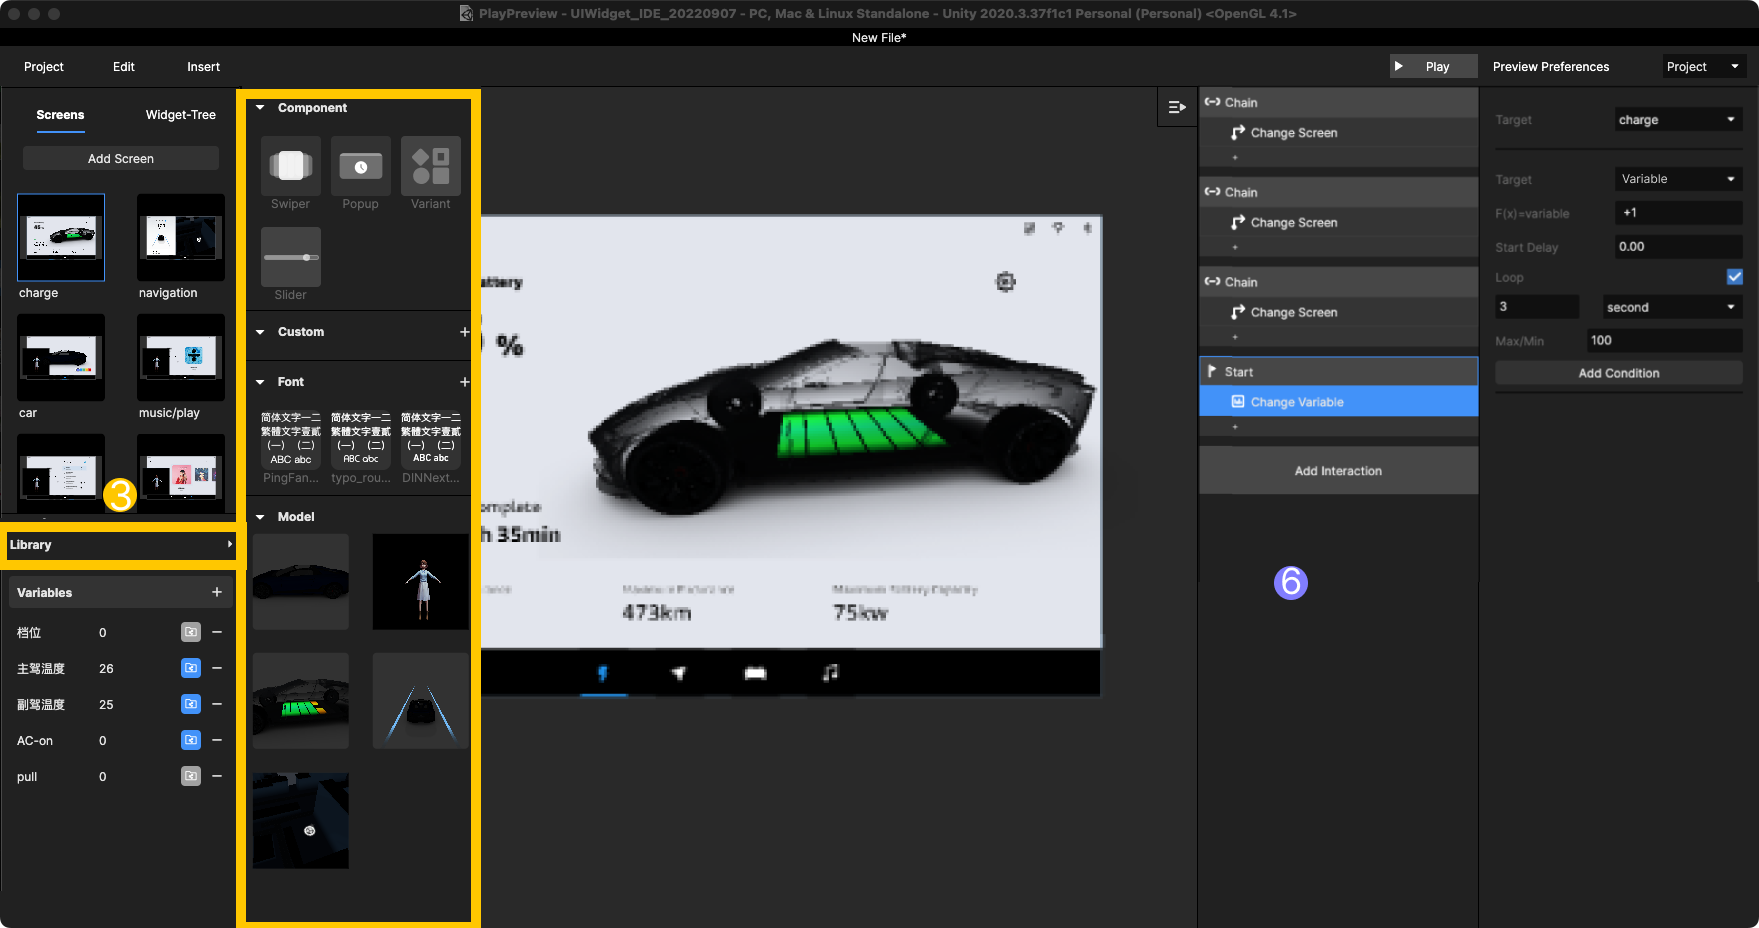 PlayPreview - UIWidget_IDE_20220907 - PC, Mac & Linux Standalone - Unity 2020.3.37f1c1 Personal (Personal) <OpenGL 4.1>
New File*
Project Edit Insert
Play Preview Preferences Project
Screens Widget-Tree
Add Screen
charge navigation
car music/play
3
Library
Variables +
档位 0
主驾温度 26
副驾温度 25
AC-on 0
pull 0
Component
Swiper Popup Variant
Slider
Custom +
Font +
简体文字一二 简体文字一二 简体文字一二
繁體文字壹貳 繁體文字壹貳 繁體文字壹貳
(一) (二) (一) (二) (一) (二)
ABC abc ABC abc ABC abc
PingFan... typo_rou... DINNext...
Model
attery
%
omplete
h 35min
473km
Maximum Battery Capacity
75kw
Chain
Change Screen
+
Chain
Change Screen
+
Chain
Change Screen
+
Start
Change Variable
+
Add Interaction
6
Target charge
Target Variable
F(x)=variable +1
Start Delay 0.00
Loop
3 second
Max/Min 100
Add Condition